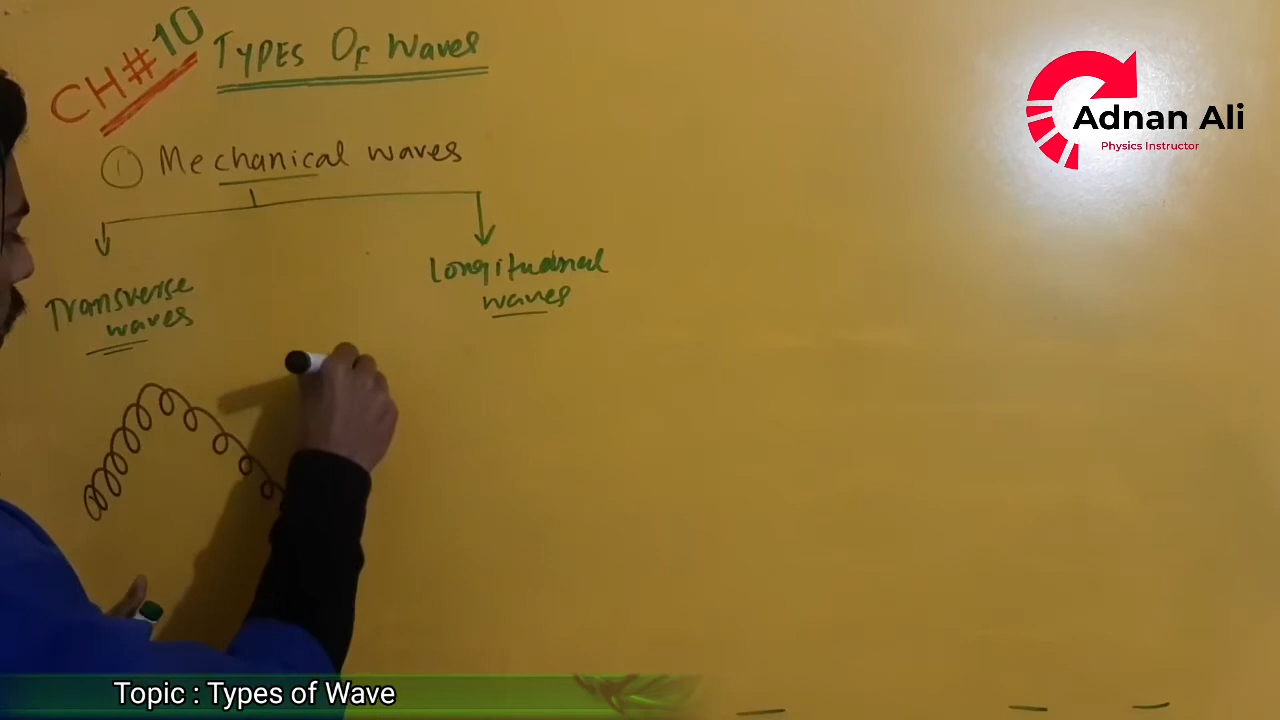 CH#10
TYPES OF Waves
① Mechanical waves
Transverse
waves
Longitudinal
waves
Adnan Ali
Physics Instructor
Topic : Types of Wave